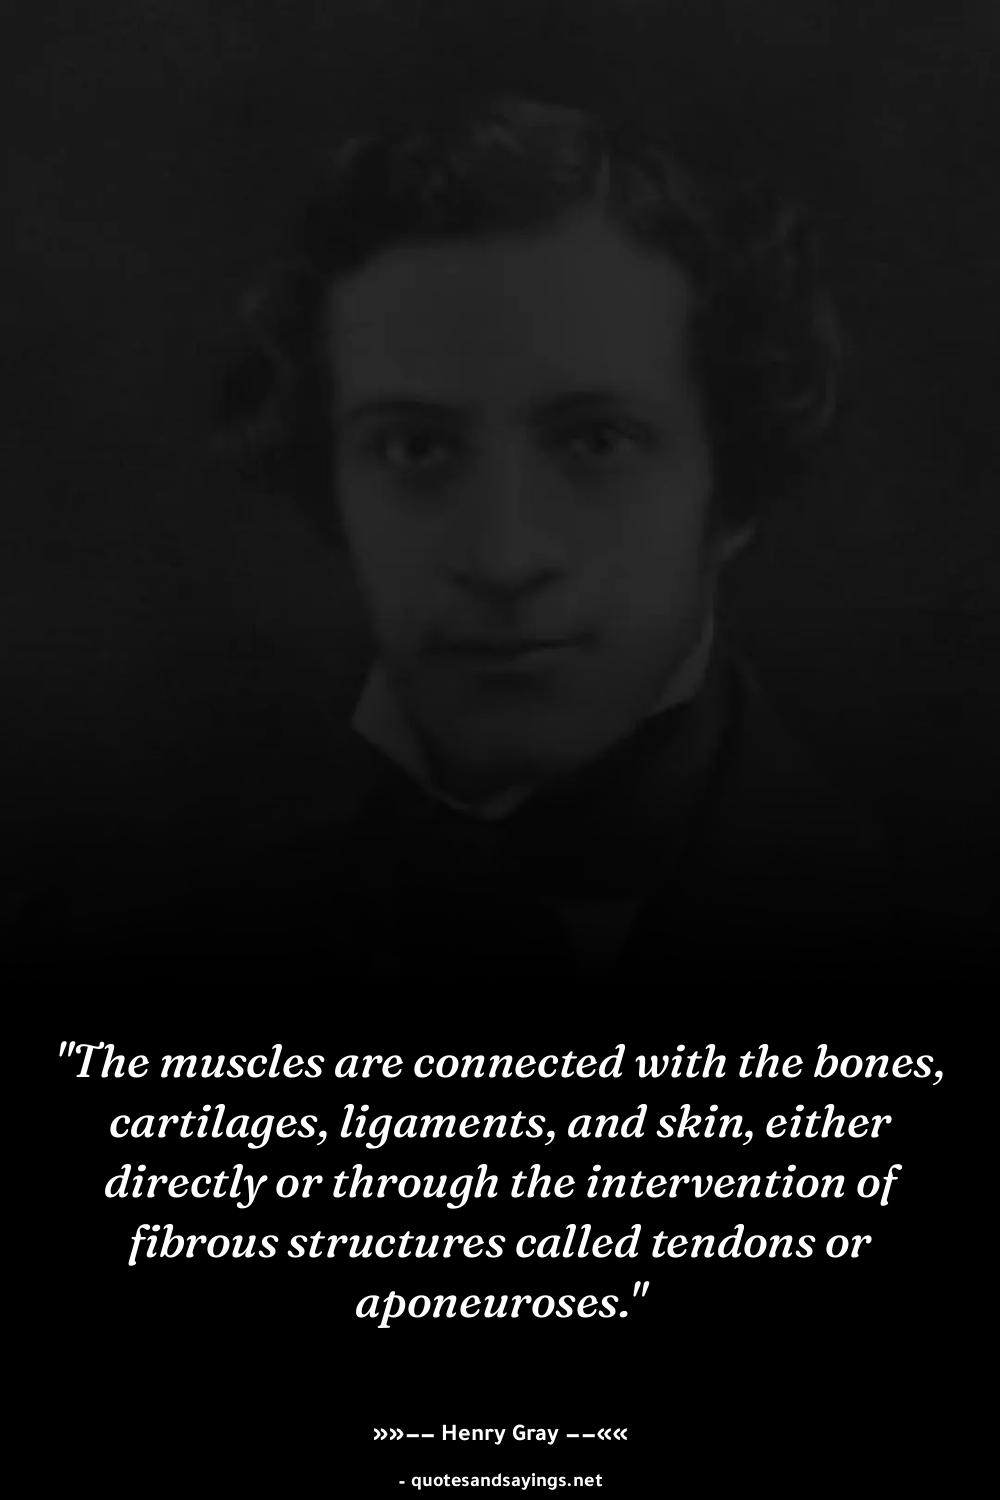 "The muscles are connected with the bones,
cartilages, ligaments, and skin, either
directly or through the intervention of
fibrous structures called tendons or
aponeuroses."
»»–– Henry Gray ––««
- quotesandsayings.net